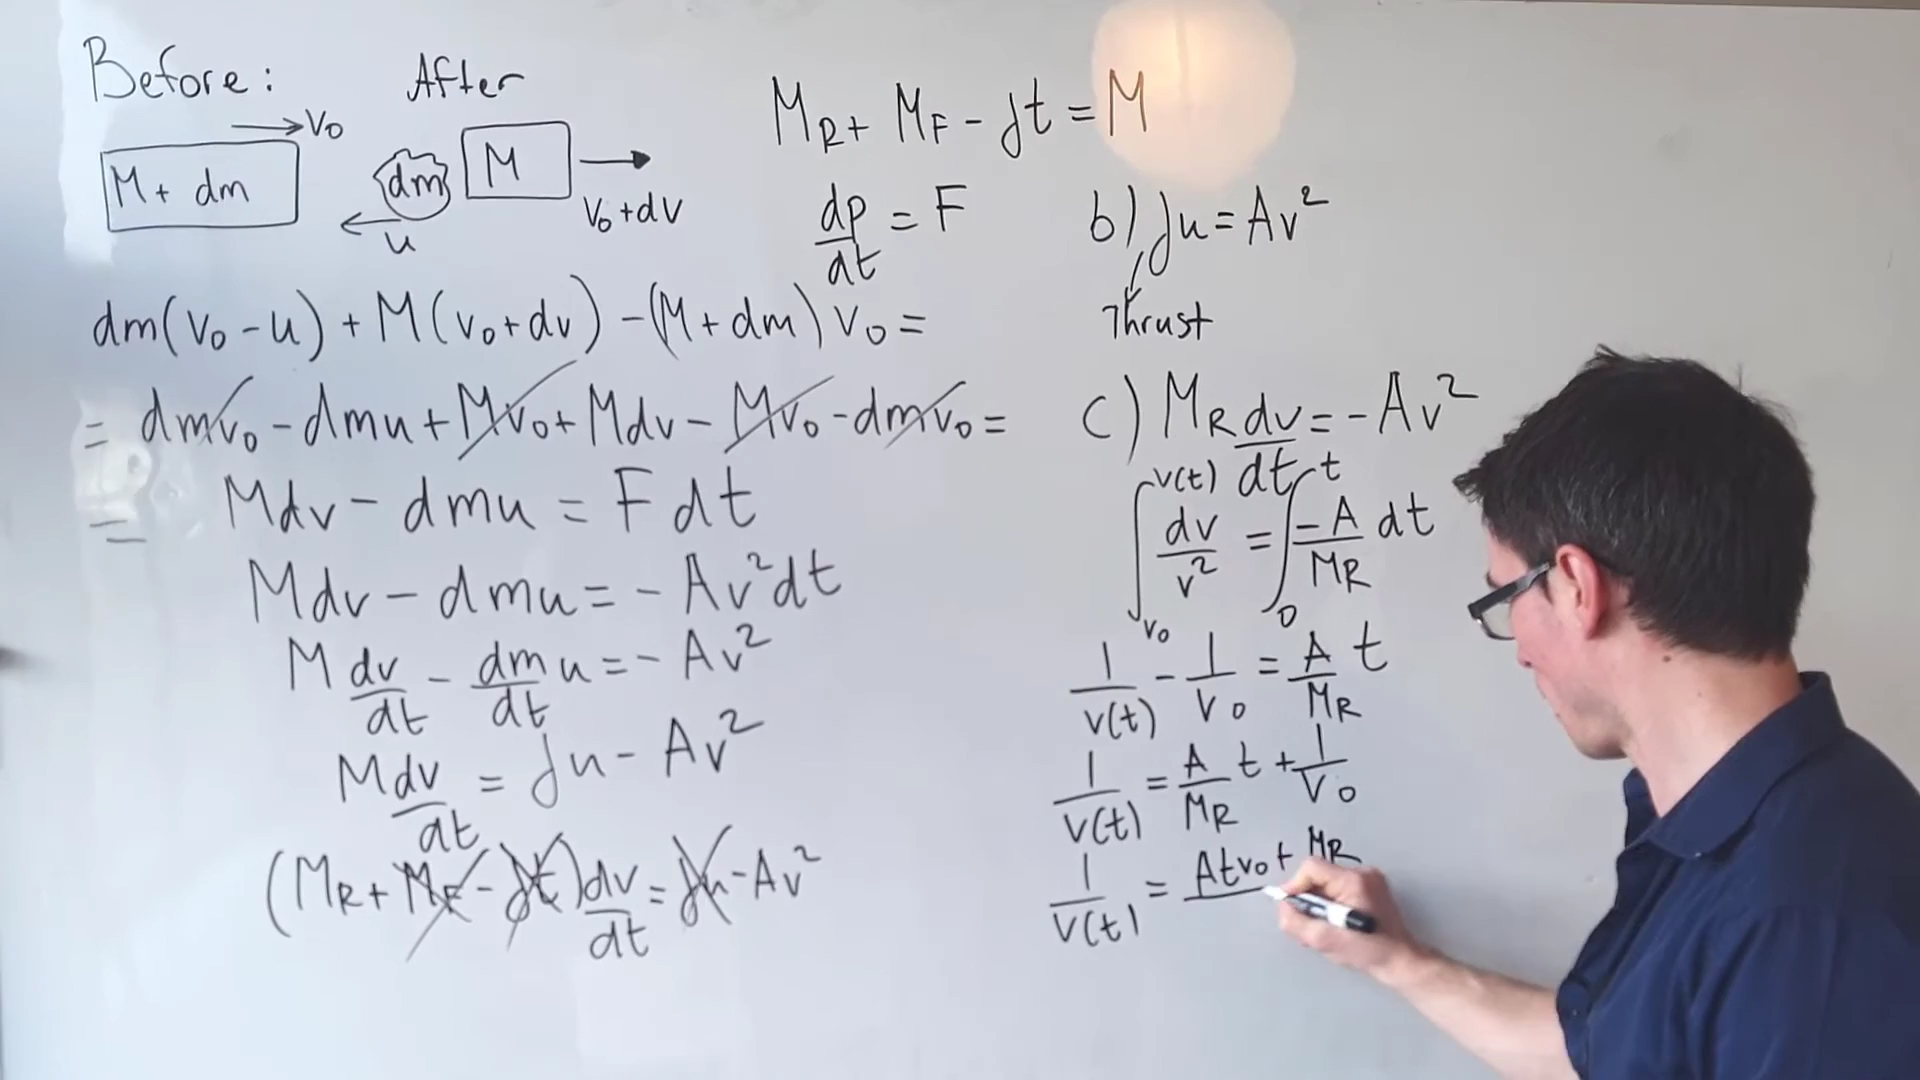 Before:
→ V₀
M + dm
After
dm
M
u
V₀ + dV
dm(v₀ - u) + M(v₀ + dv) - (M + dm)v₀ =
= dmv₀ - dmu + Mv₀ + Mdv - Mv₀ - dmv₀ =
= Mdv - dmu = Fdt
Mdv - dmu = - Av²dt
M dv/dt - dm/dt u = - Av²
M dv/dt = ju - Av²
(M_R + M_F - jt) dv/dt = ju - Av²
M_R + M_F - jt = M
dp/dt = F
b) ju = Av²
Thrust
c) M_R dv/dt = - Av²
∫_{v₀}^{v(t)} dv/v² = ∫_0^t -A/M_R dt
1/v(t) - 1/v₀ = A/M_R t
1/v(t) = A/M_R t + 1/v₀
1/v(t) = Atv₀ + M_R